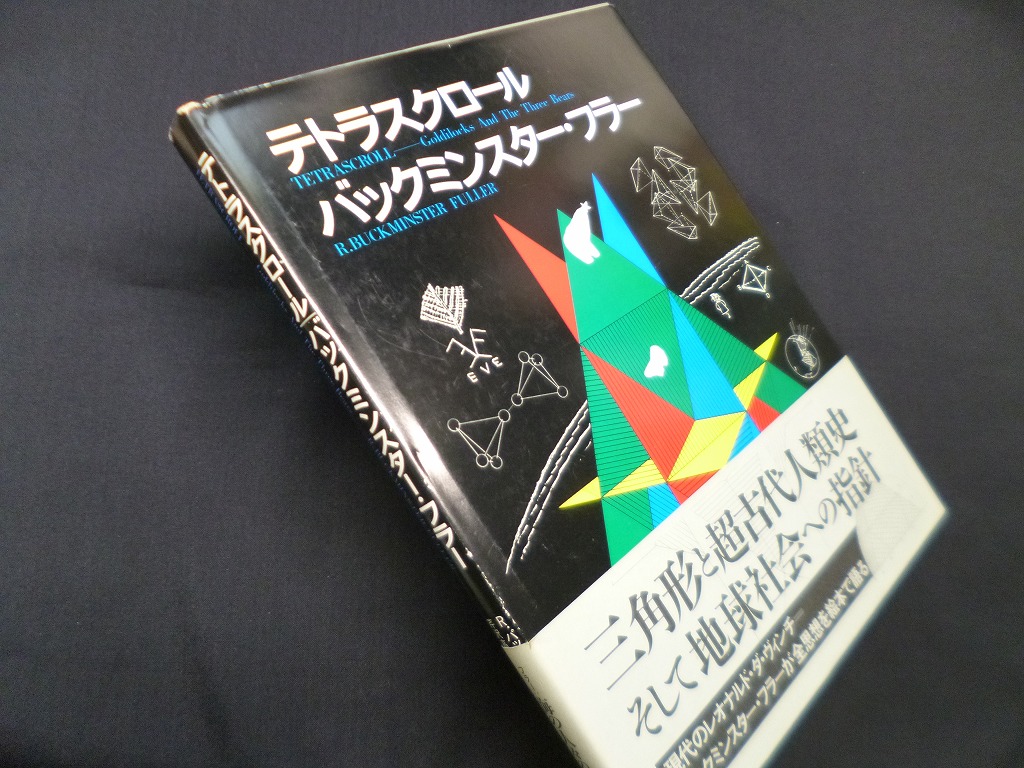 テトラスクロール
TETRASCROLL——Goldilocks And The Three Bears
バックミンスター・フラー
R.BUCKMINSTER FULLER
EVE
三角形と超古代人類史
そして地球社会への指針
現代のレオナルド・ダ・ヴィンチ——
クミンスター・フラーが全思想を絵本で語る
テトラスクロール バックミンスター・フラー